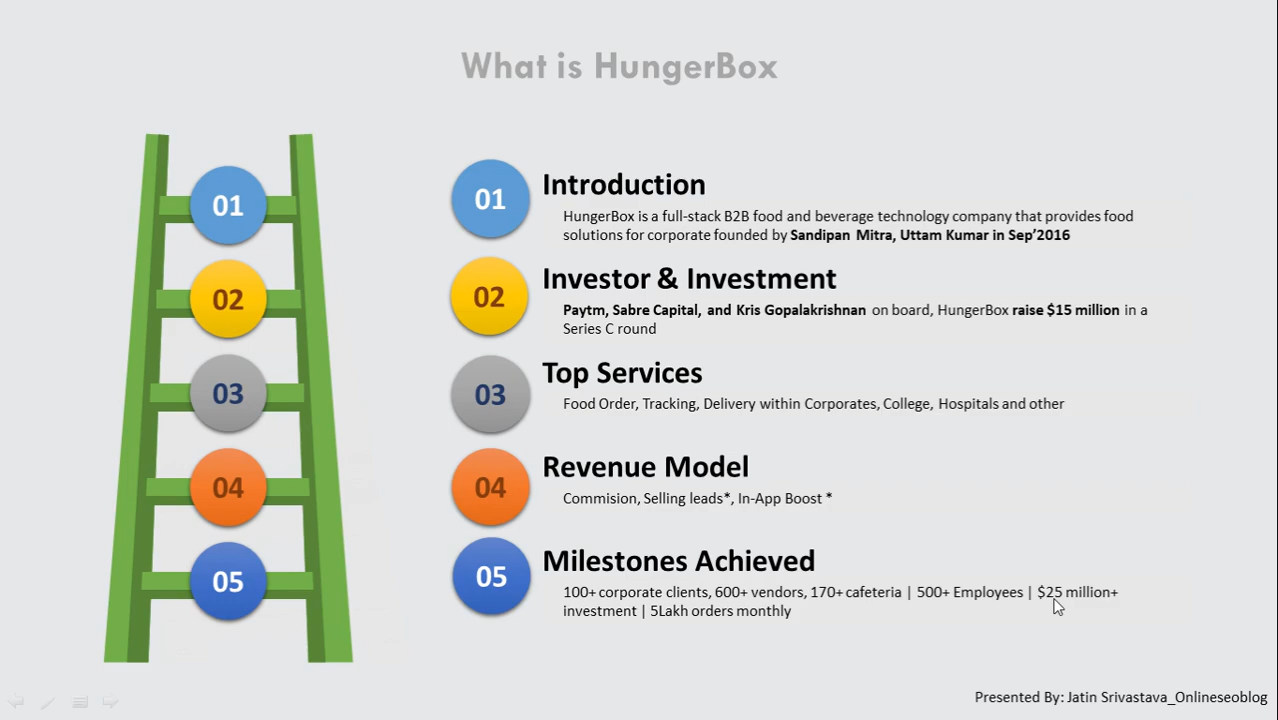 What is HungerBox
01
02
03
04
05
01
Introduction
HungerBox is a full-stack B2B food and beverage technology company that provides food
solutions for corporate founded by Sandipan Mitra, Uttam Kumar in Sep’2016
02
Investor & Investment
Paytm, Sabre Capital, and Kris Gopalakrishnan on board, HungerBox raise $15 million in a
Series C round
03
Top Services
Food Order, Tracking, Delivery within Corporates, College, Hospitals and other
04
Revenue Model
Commision, Selling leads*, In-App Boost *
05
Milestones Achieved
100+ corporate clients, 600+ vendors, 170+ cafeteria | 500+ Employees | $25 million+
investment | 5Lakh orders monthly
Presented By: Jatin Srivastava_Onlineseoblog